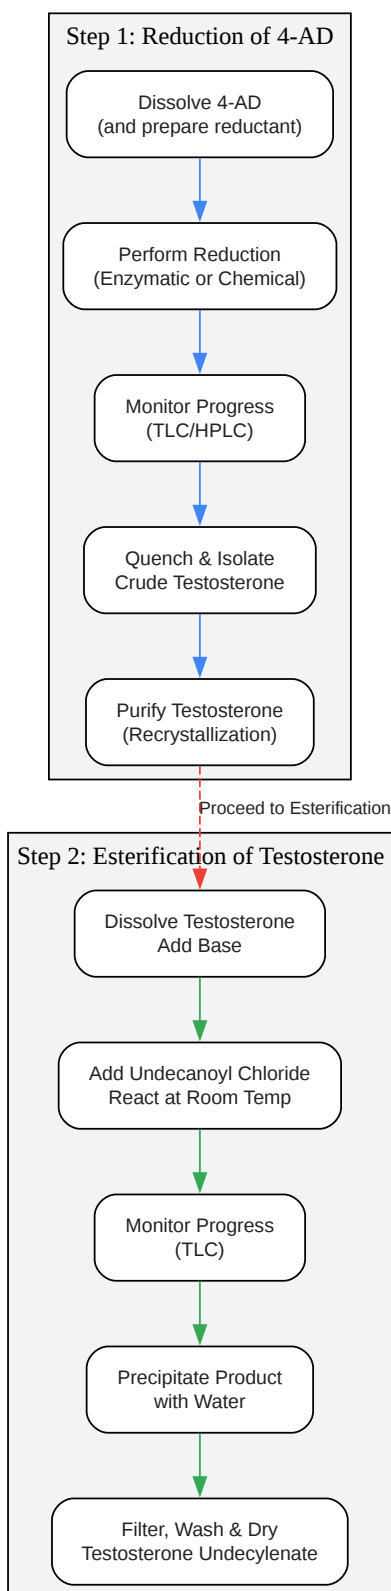 Step 1: Reduction of 4-AD
Dissolve 4-AD
(and prepare reductant)
Perform Reduction
(Enzymatic or Chemical)
Monitor Progress
(TLC/HPLC)
Quench & Isolate
Crude Testosterone
Purify Testosterone
(Recrystallization)
Proceed to Esterification
Step 2: Esterification of Testosterone
Dissolve Testosterone
Add Base
Add Undecanoyl Chloride
React at Room Temp
Monitor Progress
(TLC)
Precipitate Product
with Water
Filter, Wash & Dry
Testosterone Undecylenate